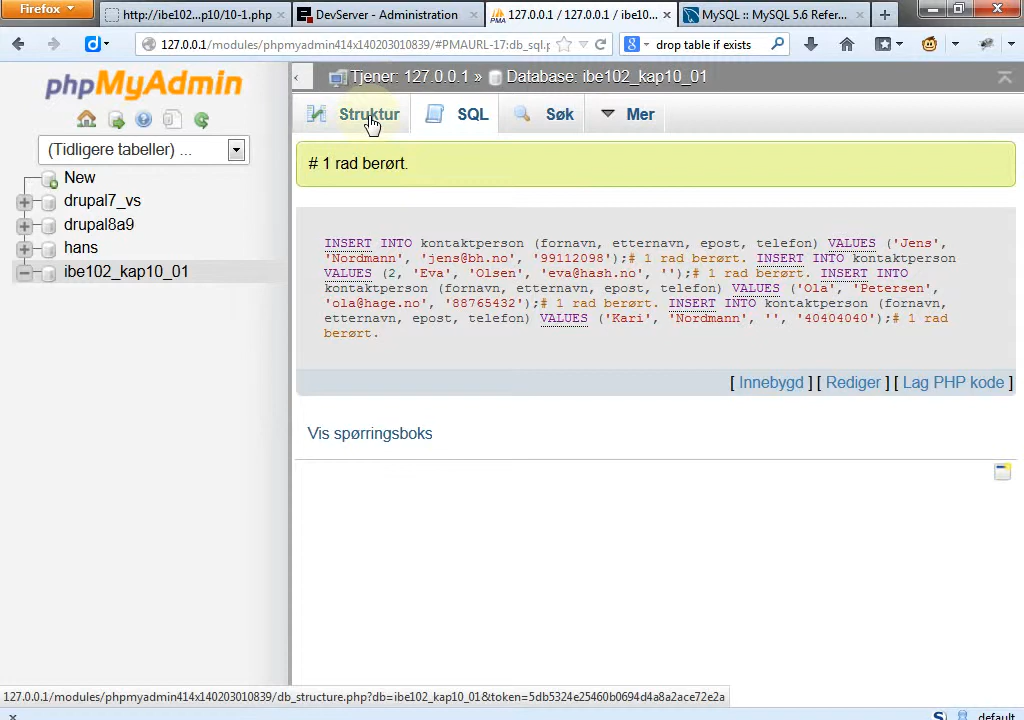 Firefox
http://ibe102...p10/10-1.php
DevServer - Administration
127.0.0.1 / 127.0.0.1 / ibe10...
MySQL :: MySQL 5.6 Refer...
127.0.0.1/modules/phpmyadmin414x140203010839/#PMAURL-17:db_sql.p
drop table if exists
phpMyAdmin
(Tidligere tabeller) ...
New
drupal7_vs
drupal8a9
hans
ibe102_kap10_01
Tjener: 127.0.0.1 » Database: ibe102_kap10_01
Struktur
SQL
Søk
Mer
# 1 rad berørt.
INSERT INTO kontaktperson (fornavn, etternavn, epost, telefon) VALUES ('Jens',
'Nordmann', 'jens@bh.no', '99112098');# 1 rad berørt. INSERT INTO kontaktperson
VALUES (2, 'Eva', 'Olsen', 'eva@hash.no', '');# 1 rad berørt. INSERT INTO
kontaktperson (fornavn, etternavn, epost, telefon) VALUES ('Ola', 'Petersen',
'ola@hage.no', '88765432');# 1 rad berørt. INSERT INTO kontaktperson (fornavn,
etternavn, epost, telefon) VALUES ('Kari', 'Nordmann', '', '40404040');# 1 rad
berørt.
[ Innebygd ] [ Rediger ] [ Lag PHP kode ]
Vis spørringsboks
127.0.0.1/modules/phpmyadmin414x140203010839/db_structure.php?db=ibe102_kap10_01&token=5db5324e25460b0694d4a8a2ace72e2a
default